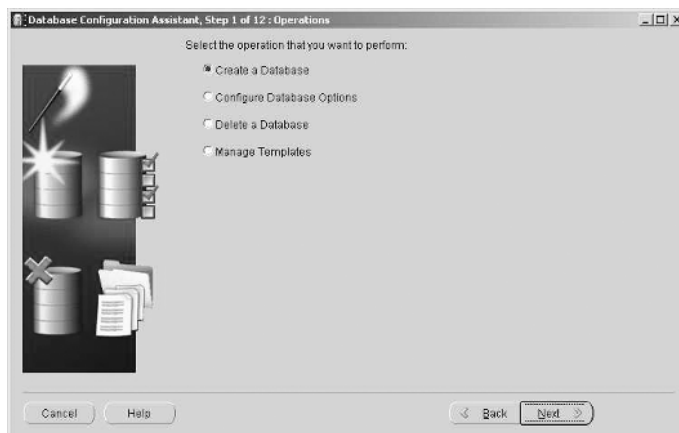 Database Configuration Assistant, Step 1 of 12 : Operations
Select the operation that you want to perform:
Create a Database
Configure Database Options
Delete a Database
Manage Templates
Cancel
Help
Back
Next